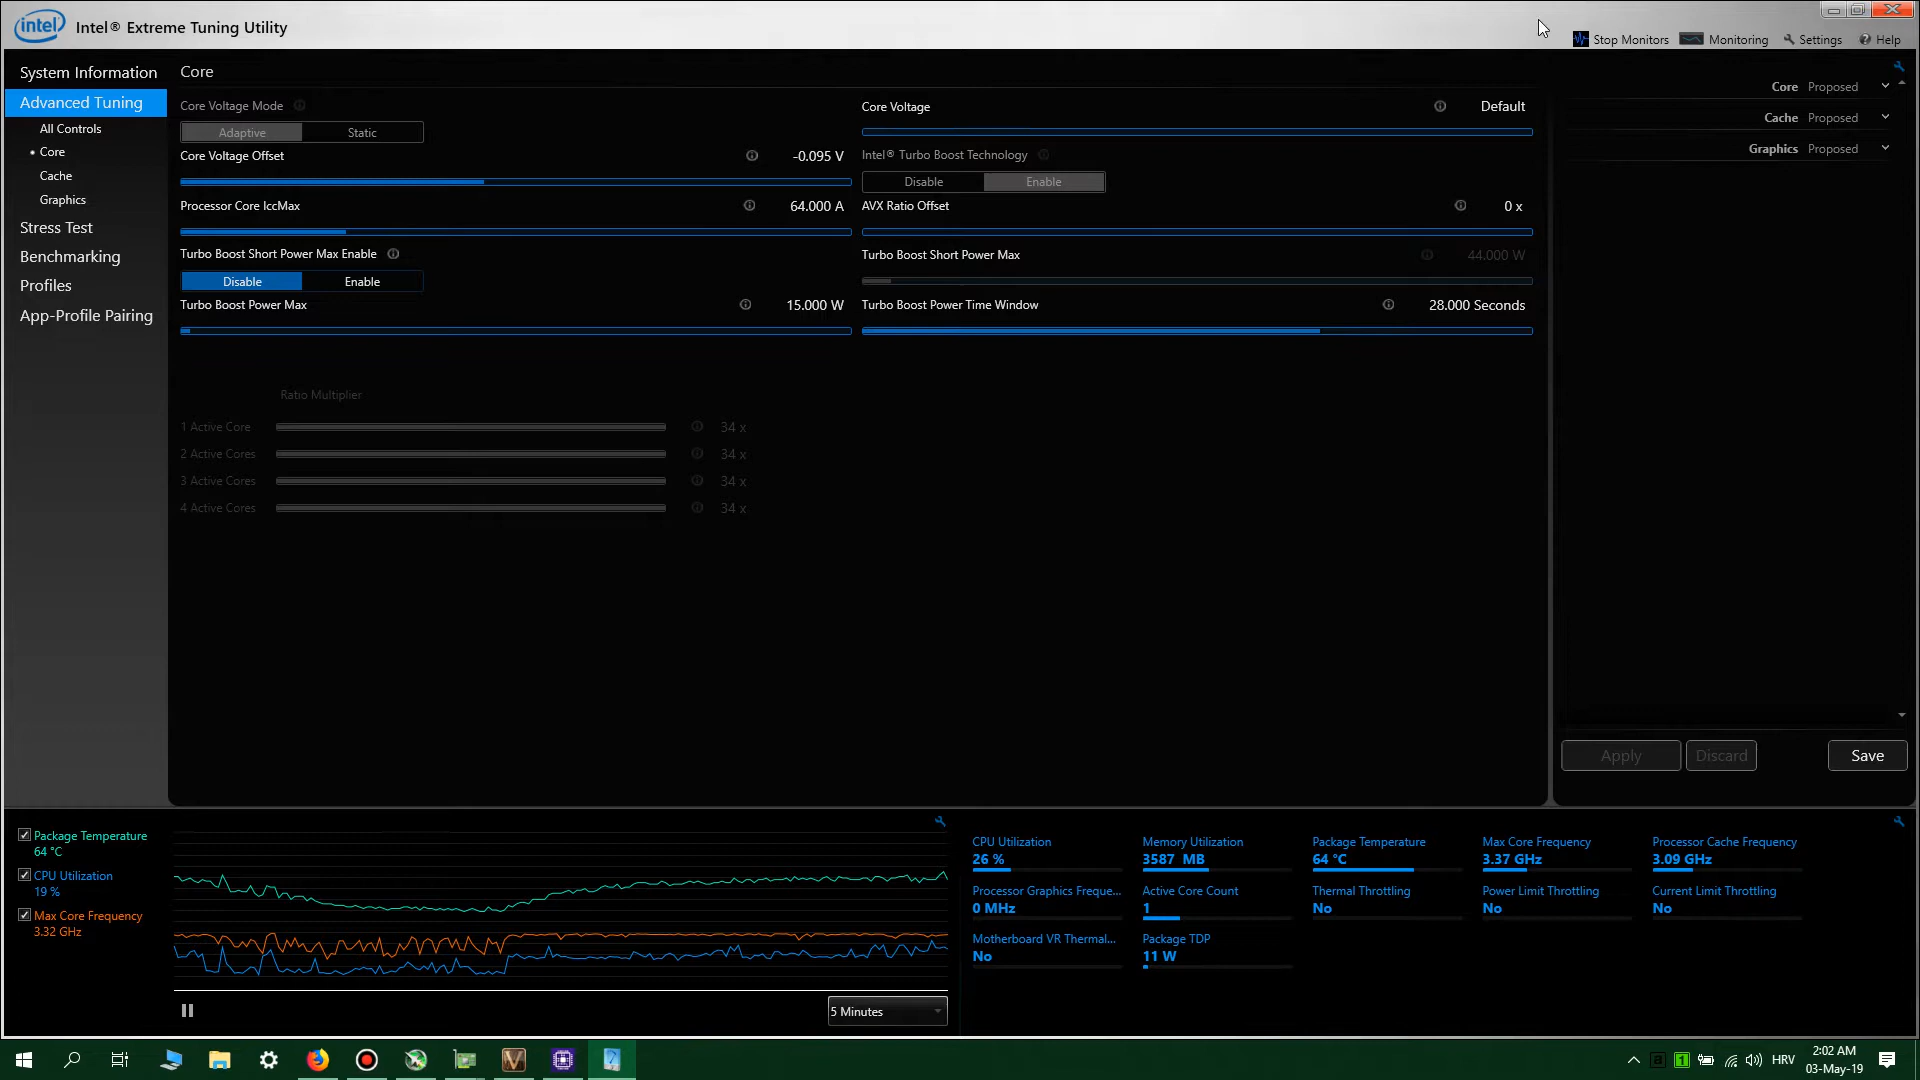 intel
Intel® Extreme Tuning Utility
Stop Monitors
Monitoring
Settings
Help
System Information
Advanced Tuning
All Controls
• Core
Cache
Graphics
Stress Test
Benchmarking
Profiles
App-Profile Pairing
Core
Core Voltage Mode
Adaptive
Static
Core Voltage Offset
-0.095 V
Processor Core IccMax
64.000 A
Turbo Boost Short Power Max Enable
Disable
Enable
Turbo Boost Power Max
15.000 W
Core Voltage
Default
Intel® Turbo Boost Technology
Disable
Enable
AVX Ratio Offset
0 x
Turbo Boost Short Power Max
44.000 W
Turbo Boost Power Time Window
28.000 Seconds
Ratio Multiplier
1 Active Core
34 x
2 Active Cores
34 x
3 Active Cores
34 x
4 Active Cores
34 x
Core Proposed
Cache Proposed
Graphics Proposed
Apply
Discard
Save
Package Temperature
64 °C
CPU Utilization
19 %
Max Core Frequency
3.32 GHz
5 Minutes
CPU Utilization
26 %
Memory Utilization
3587 MB
Package Temperature
64 °C
Max Core Frequency
3.37 GHz
Processor Cache Frequency
3.09 GHz
Processor Graphics Freque...
0 MHz
Active Core Count
1
Thermal Throttling
No
Power Limit Throttling
No
Current Limit Throttling
No
Motherboard VR Thermal...
No
Package TDP
11 W
HRV
2:02 AM
03-May-19